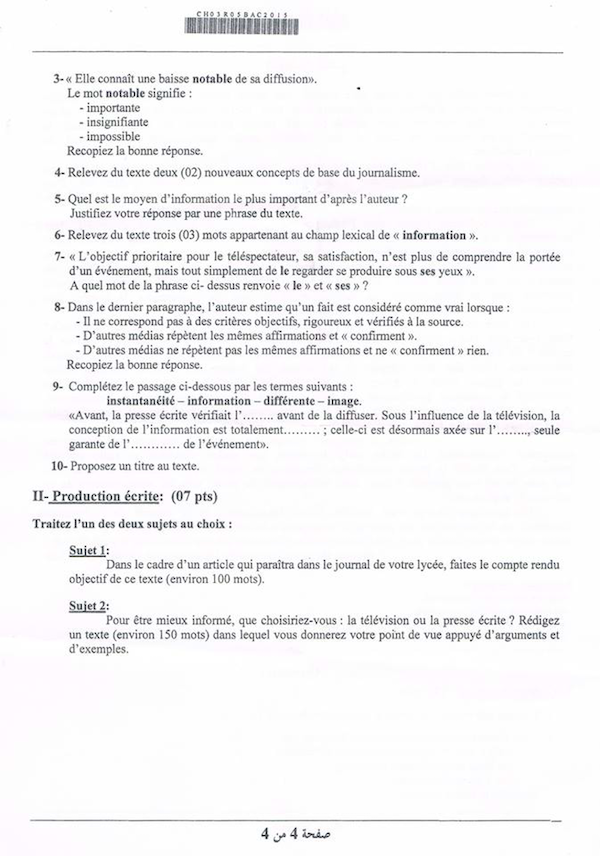 CH03R05BAC2015
3- « Elle connaît une baisse notable de sa diffusion».
Le mot notable signifie :
- importante
- insignifiante
- impossible
Recopiez la bonne réponse.
4- Relevez du texte deux (02) nouveaux concepts de base du journalisme.
5- Quel est le moyen d'information le plus important d'après l'auteur ?
Justifiez votre réponse par une phrase du texte.
6- Relevez du texte trois (03) mots appartenant au champ lexical de « information ».
7- « L'objectif prioritaire pour le téléspectateur, sa satisfaction, n'est plus de comprendre la portée
d'un événement, mais tout simplement de le regarder se produire sous ses yeux ».
A quel mot de la phrase ci- dessus renvoie « le » et « ses » ?
8- Dans le dernier paragraphe, l'auteur estime qu'un fait est considéré comme vrai lorsque :
- Il ne correspond pas à des critères objectifs, rigoureux et vérifiés à la source.
- D'autres médias répètent les mêmes affirmations et « confirment ».
- D'autres médias ne répètent pas les mêmes affirmations et ne « confirment » rien.
Recopiez la bonne réponse.
9- Complétez le passage ci-dessous par les termes suivants :
instantanéité – information – différente – image.
«Avant, la presse écrite vérifiait l'…….. avant de la diffuser. Sous l'influence de la télévision, la
conception de l'information est totalement……… ; celle-ci est désormais axée sur l'…….., seule
garante de l'………… de l'événement».
10- Proposez un titre au texte.
II- Production écrite: (07 pts)
Traitez l'un des deux sujets au choix :
Sujet 1:
Dans le cadre d'un article qui paraîtra dans le journal de votre lycée, faites le compte rendu
objectif de ce texte (environ 100 mots).
Sujet 2:
Pour être mieux informé, que choisiriez-vous : la télévision ou la presse écrite ? Rédigez
un texte (environ 150 mots) dans lequel vous donnerez votre point de vue appuyé d'arguments et
d'exemples.
صفحة 4 من 4